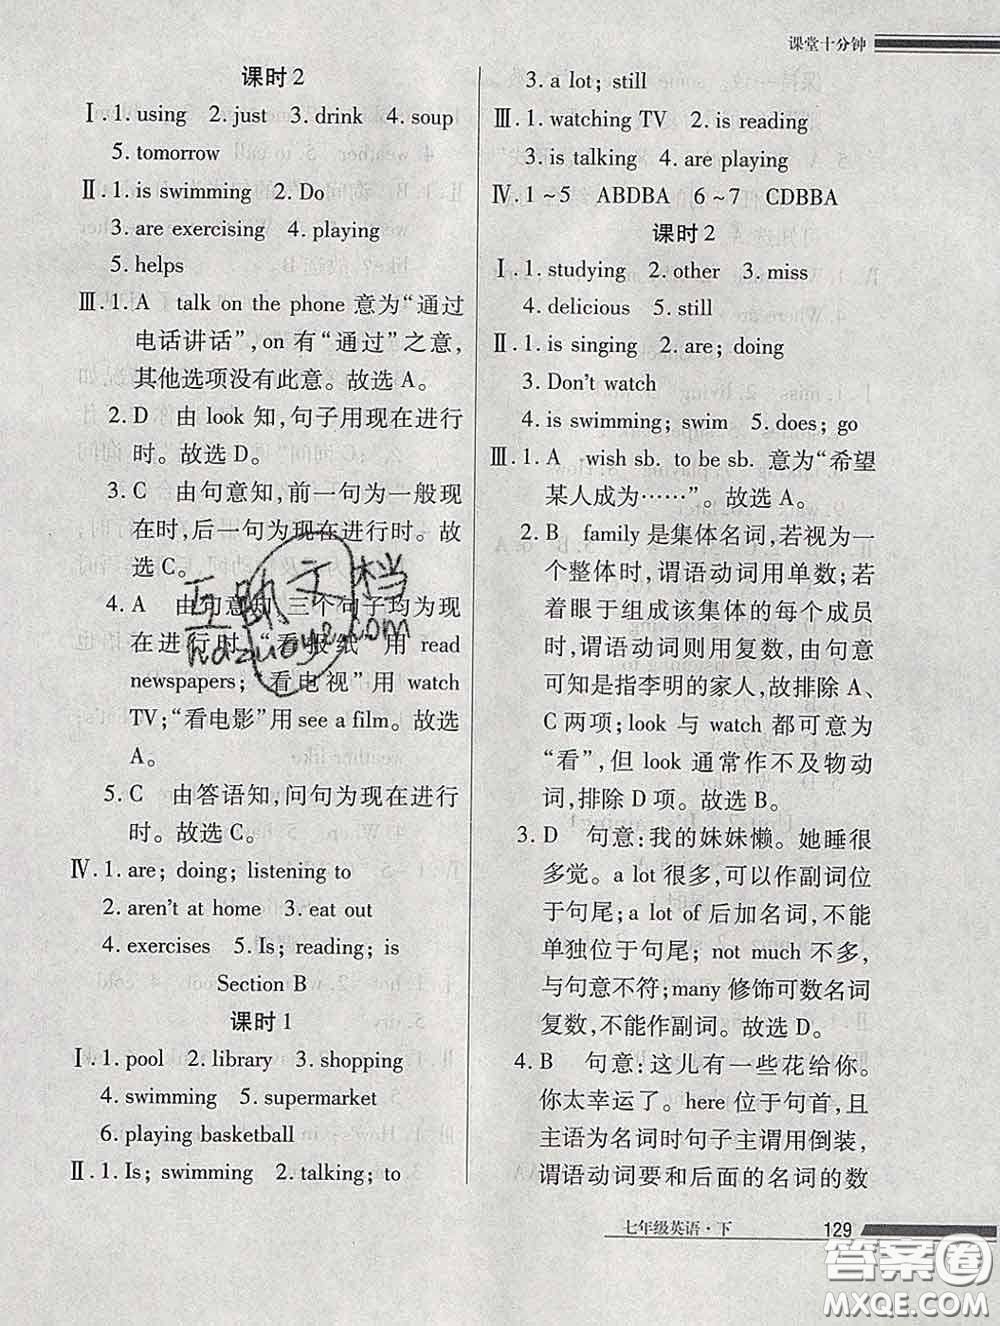 课堂十分钟
课时2
Ⅰ. 1. using 2. just 3. drink 4. soup
5. tomorrow
Ⅱ. 1. is swimming 2. Do
3. are exercising 4. playing
5. helps
Ⅲ. 1. A talk on the phone 意为“通过
电话讲话”,on 有“通过”之意,
其他选项没有此意。故选 A。
2. D 由 look 知,句子用现在进行
时。故选 D。
3. C 由句意知,前一句为一般现
在时,后一句为现在进行时。故
选 C。
4. A 由句意知,三个句子均为现
在进行时,“看报纸”用 read
newspapers;“看电视”用 watch
TV;“看电影”用 see a film。故选
A。
5. C 由答语知,问句为现在进行
时。故选 C。
Ⅳ. 1. are; doing; listening to
2. aren't at home 3. eat out
4. exercises 5. Is; reading; is
Section B
课时1
Ⅰ. 1. pool 2. library 3. shopping
4. swimming 5. supermarket
6. playing basketball
Ⅱ. 1. Is; swimming 2. talking; to
3. a lot; still
Ⅲ. 1. watching TV 2. is reading
3. is talking 4. are playing
Ⅳ. 1~5 ABDBA 6~7 CDBBA
课时2
Ⅰ. 1. studying 2. other 3. miss
4. delicious 5. still
Ⅱ. 1. is singing 2. are; doing
3. Don't watch
4. is swimming; swim 5. does; go
Ⅲ. 1. A wish sb. to be sb. 意为“希望
某人成为……”。故选 A。
2. B family 是集体名词,若视为一
个整体时,谓语动词用单数;若
着眼于组成该集体的每个成员
时,谓语动词则用复数,由句意
可知是指李明的家人,故排除 A、
C 两项;look 与 watch 都可意为
“看”,但 look 通常作不及物动
词,排除 D 项。故选 B。
3. D 句意:我的妹妹懒。她睡很
多觉。a lot 很多,可以作副词位
于句尾;a lot of 后加名词,不能
单独位于句尾; not much 不多,
与句意不符;many 修饰可数名词
复数,不能作副词。故选 D。
4. B 句意:这儿有一些花给你。
你太幸运了。here 位于句首,且
主语为名词时句子主谓用倒装,
谓语动词要和后面的名词的数
互助文档
hdzuoye.com
七年级英语·下 129
答案圈
MXQE.COM